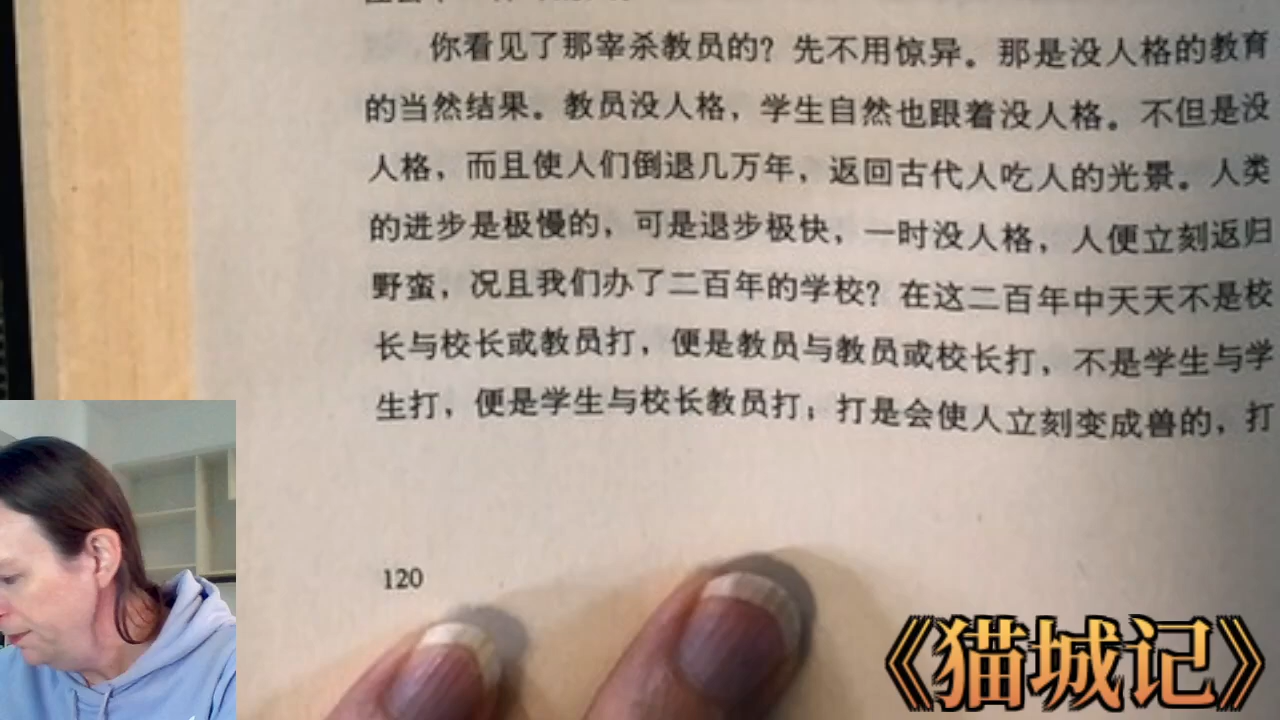 你看见了那宰杀教员的？先不用惊异。那是没人格的教育
的当然结果。教员没人格，学生自然也跟着没人格。不但是没
人格，而且使人们倒退几万年，返回古代人吃人的光景。人类
的进步是极慢的，可是退步极快，一时没人格，人便立刻返归
野蛮，况且我们办了二百年的学校？在这二百年中天天不是校
长与校长或教员打，便是教员与教员或校长打，不是学生与学
生打，便是学生与校长教员打；打是会使人立刻变成兽的，打
120
《猫城记》